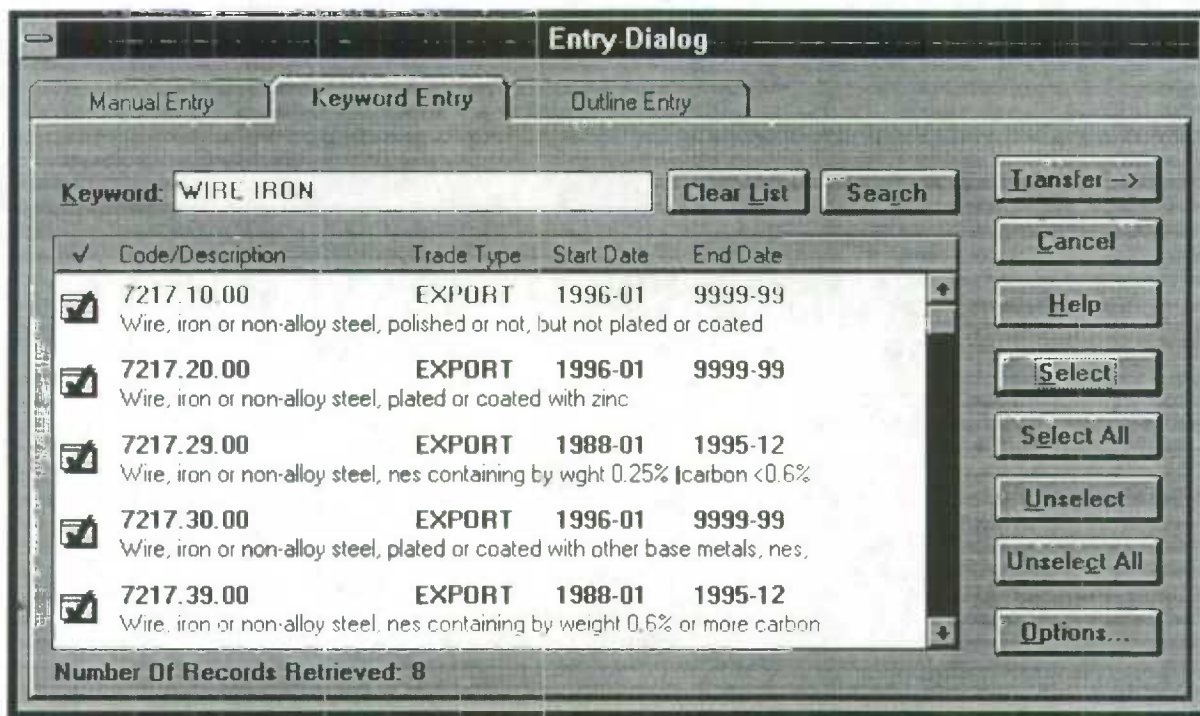 Entry Dialog
Manual Entry Keyword Entry Outline Entry
Keyword: WIRE IRON Clear List Search
Transfer –>
Cancel
Help
Select
Select All
Unselect
Unselect All
Options...
✓ Code/Description Trade Type Start Date End Date
7217.10.00 EXPORT 1996-01 9999-99
Wire, iron or non-alloy steel, polished or not, but not plated or coated
7217.20.00 EXPORT 1996-01 9999-99
Wire, iron or non-alloy steel, plated or coated with zinc
7217.29.00 EXPORT 1988-01 1995-12
Wire, iron or non-alloy steel, nes containing by wght 0.25% |carbon <0.6%
7217.30.00 EXPORT 1996-01 9999-99
Wire, iron or non-alloy steel, plated or coated with other base metals, nes,
7217.39.00 EXPORT 1988-01 1995-12
Wire, iron or non-alloy steel, nes containing by weight 0.6% or more carbon
Number Of Records Retrieved: 8